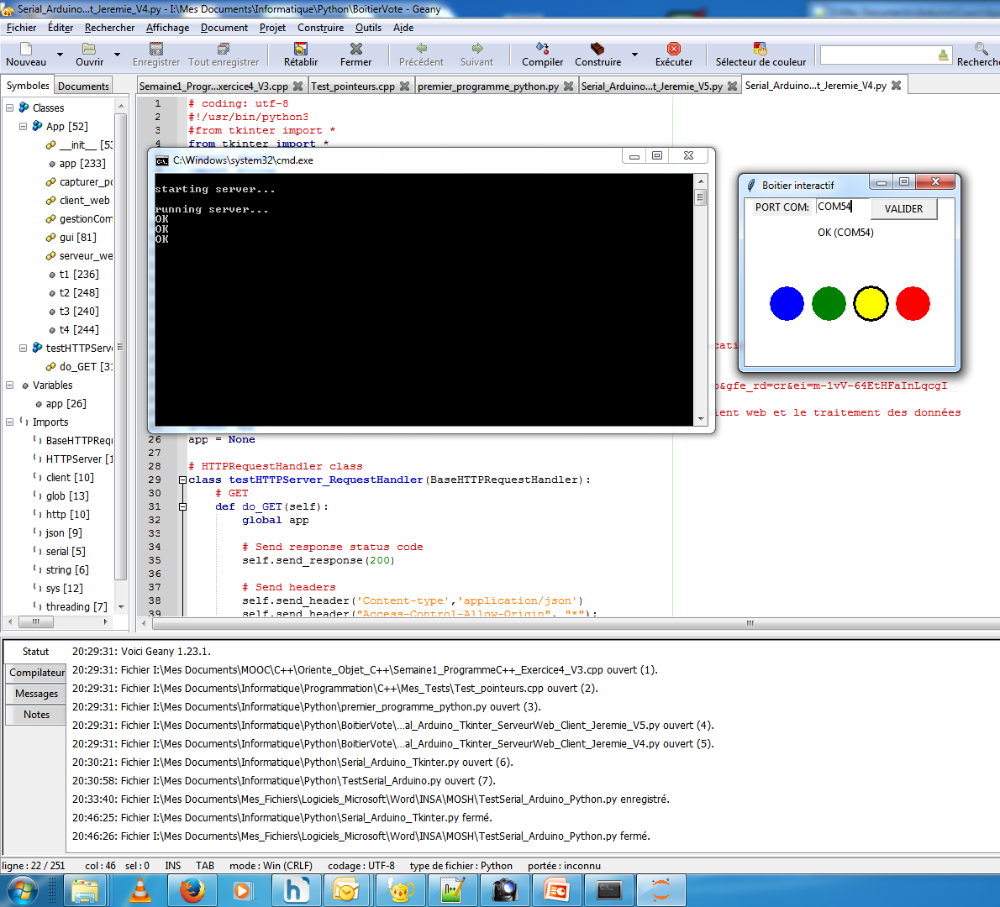 Serial_Arduino...t_Jeremie_V4.py - I:\Mes Documents\Informatique\Python\BoitierVote - Geany
Fichier Éditer Rechercher Affichage Document Projet Construire Outils Aide
Nouveau Ouvrir Enregistrer Tout enregistrer Rétablir Fermer Précédent Suivant Compiler Construire Exécuter Sélecteur de couleur Recherche
Symboles Documents
Semaine1_Progr...xercice4_V3.cpp Test_pointeurs.cpp premier_programme_python.py Serial_Arduino...t_Jeremie_V5.py Serial_Arduino...t_Jeremie_V4.py
Classes
App [52]
__init__ [53
app [233]
capturer_po
client_web
gestionCom
gui [81]
serveur_we
t1 [236]
t2 [248]
t3 [240]
t4 [244]
testHTTPServe
do_GET [31
Variables
app [26]
Imports
BaseHTTPRequ
HTTPServer [1
client [10]
glob [13]
http [10]
json [9]
serial [5]
string [6]
sys [12]
threading [7]
1 # coding: utf-8
2 #!/usr/bin/python3
3 #from tkinter import *
4 from tkinter import *
C:\Windows\system32\cmd.exe
starting server...
running server...
OK
OK
OK
Boitier interactif
PORT COM: COM54 VALIDER
OK (COM54)
cati
o&gfe_rd=cr&ei=m-1vV-64EtHFaInLqcgI
ient web et le traitement des données
26 app = None
27
28 # HTTPRequestHandler class
29 class testHTTPServer_RequestHandler(BaseHTTPRequestHandler):
30 # GET
31 def do_GET(self):
32 global app
33
34 # Send response status code
35 self.send_response(200)
36
37 # Send headers
38 self.send_header('Content-type','application/json')
39 self.send_header("Access-Control-Allow-Origin", "*");
Statut
Compilateur
Messages
Notes
20:29:31: Voici Geany 1.23.1.
20:29:31: Fichier I:\Mes Documents\MOOC\C++\Oriente_Objet_C++\Semaine1_ProgrammeC++_Exercice4_V3.cpp ouvert (1).
20:29:31: Fichier I:\Mes Documents\Informatique\Programmation\C++\Mes_Tests\Test_pointeurs.cpp ouvert (2).
20:29:31: Fichier I:\Mes Documents\Informatique\Python\premier_programme_python.py ouvert (3).
20:29:31: Fichier I:\Mes Documents\Informatique\Python\BoitierVote\...al_Arduino_Tkinter_ServeurWeb_Client_Jeremie_V5.py ouvert (4).
20:29:31: Fichier I:\Mes Documents\Informatique\Python\BoitierVote\...al_Arduino_Tkinter_ServeurWeb_Client_Jeremie_V4.py ouvert (5).
20:30:21: Fichier I:\Mes Documents\Informatique\Python\Serial_Arduino_Tkinter.py ouvert (6).
20:30:58: Fichier I:\Mes Documents\Informatique\Python\TestSerial_Arduino.py ouvert (7).
20:33:40: Fichier I:\Mes Documents\Mes_Fichiers\Logiciels_Microsoft\Word\INSA\MOSH\TestSerial_Arduino_Python.py enregistré.
20:46:25: Fichier I:\Mes Documents\Informatique\Python\Serial_Arduino_Tkinter.py fermé.
20:46:26: Fichier I:\Mes Documents\Mes_Fichiers\Logiciels_Microsoft\Word\INSA\MOSH\TestSerial_Arduino_Python.py fermé.
ligne : 22 / 251 col : 46 sel : 0 INS TAB mode : Win (CRLF) codage : UTF-8 type de fichier : Python portée : inconnu